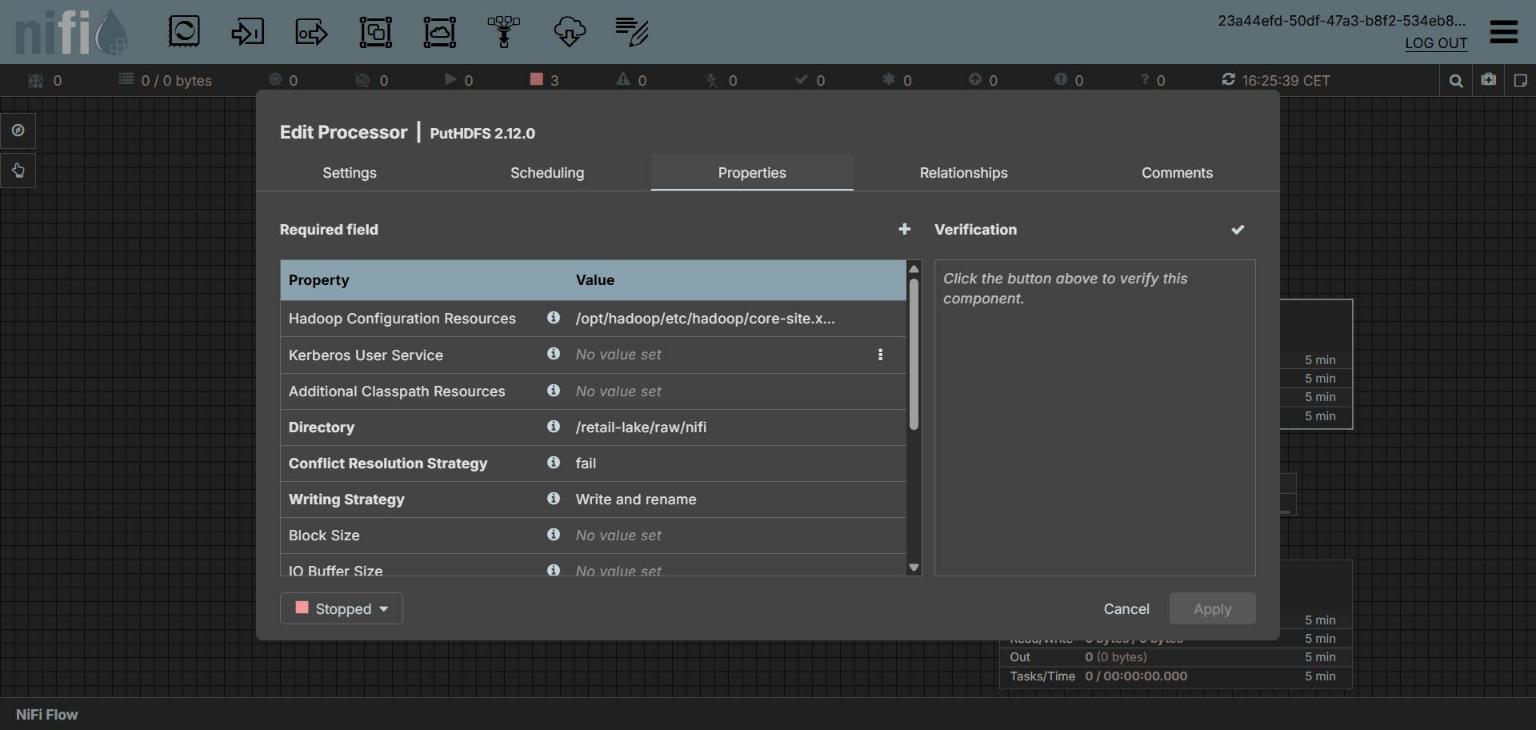 nifi
23a44efd-50df-47a3-b8f2-534eb8...
LOG OUT
0 0 / 0 bytes 0 0 0 3 0 0 0 0 0 0 0 16:25:39 CET
Edit Processor | PutHDFS 2.12.0
Settings Scheduling Properties Relationships Comments
Required field
Verification
Property Value
Click the button above to verify this
component.
Hadoop Configuration Resources /opt/hadoop/etc/hadoop/core-site.x...
Kerberos User Service No value set
Additional Classpath Resources No value set
Directory /retail-lake/raw/nifi
Conflict Resolution Strategy fail
Writing Strategy Write and rename
Block Size No value set
IO Buffer Size No value set
5 min
5 min
5 min
5 min
Stopped
Cancel Apply
5 min
Read/Write 0 bytes / 0 bytes 5 min
Out 0 (0 bytes) 5 min
Tasks/Time 0 / 00:00:00.000 5 min
NiFi Flow